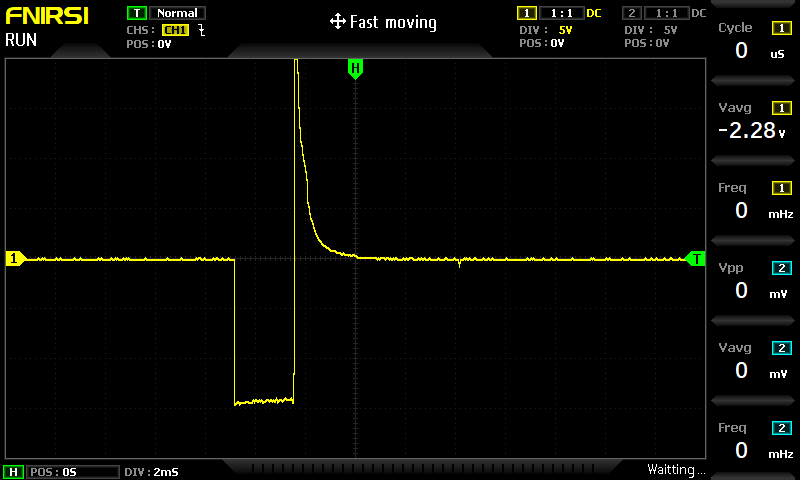 FNIRSI
RUN
T Normal
CHS: CH1
POS: 0V
Fast moving
1 1:1 DC
DIV: 5V
POS: 0V
2 1:1 DC
DIV: 5V
POS: 0V
H
1
T
Cycle 1
0 uS
Vavg 1
-2.28 V
Freq 1
0 mHz
Vpp 2
0 mV
Vavg 2
0 mV
Freq 2
0 mHz
H POS: 0S DIV: 2mS
Waitting...